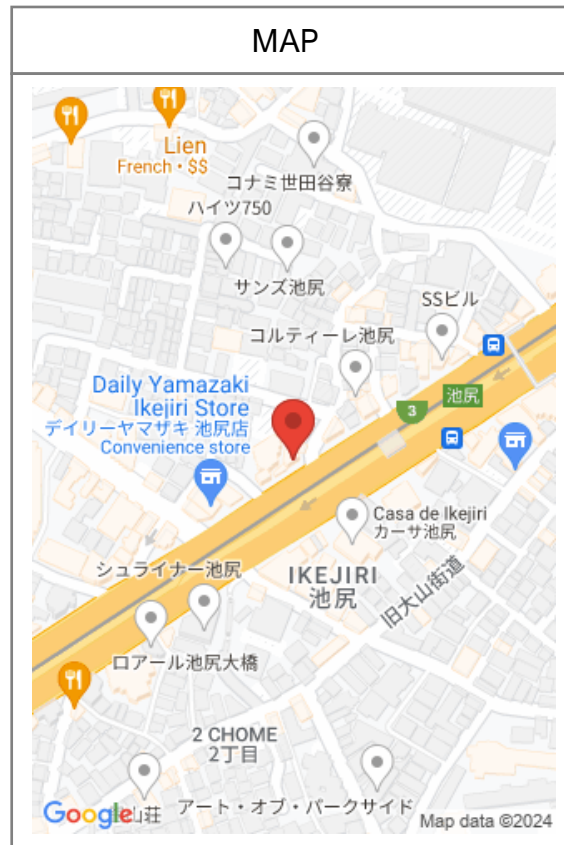 MAP
Lien
French • $$
コナミ世田谷寮
ハイツ750
サンズ池尻
SSビル
コルティーレ池尻
Daily Yamazaki
Ikejiri Store
デイリーヤマザキ 池尻店
Convenience store
3
池尻
Casa de Ikejiri
カーサ池尻
シュライナー池尻
IKEJIRI
池尻
旧大山街道
ロアール池尻大橋
2 CHOME
2丁目
Google
山荘
アート・オブ・パークサイド
Map data ©2024